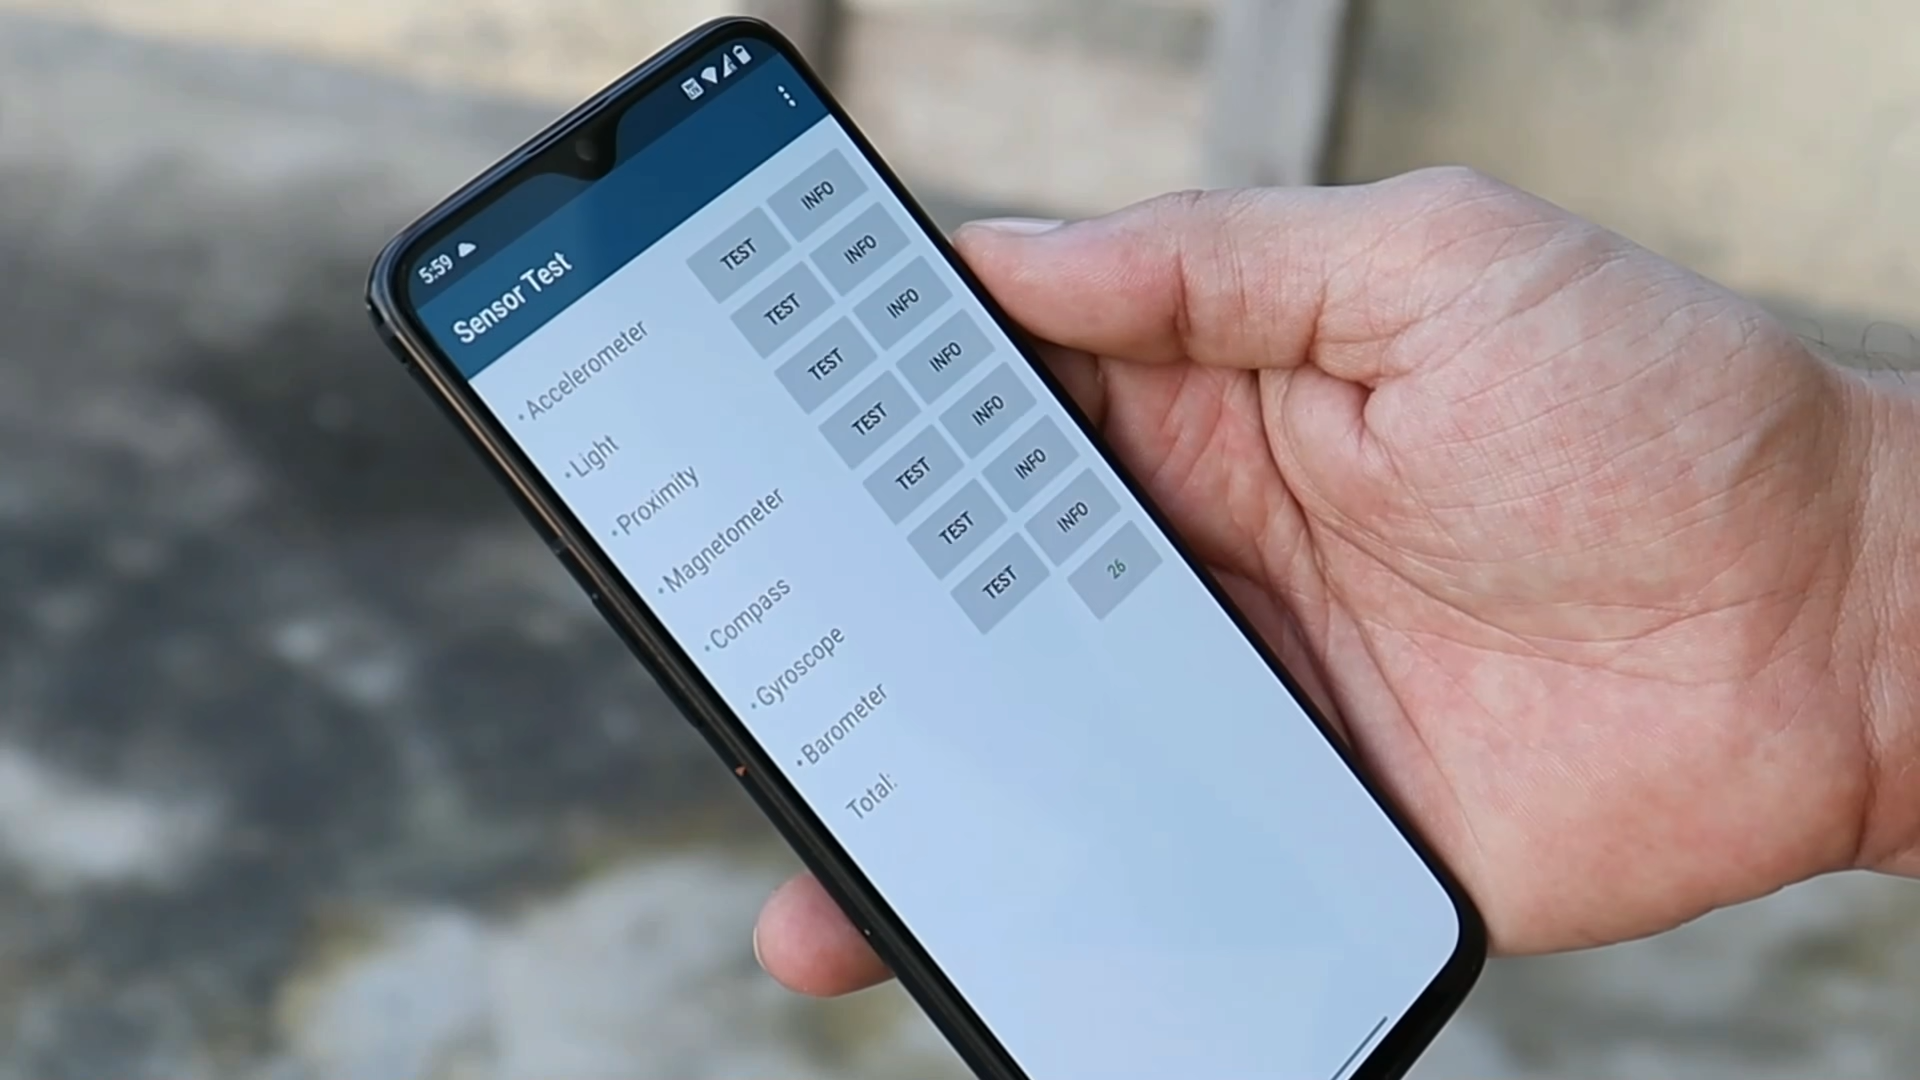 5:59
Sensor Test
• Accelerometer TEST INFO
• Light TEST INFO
• Proximity TEST INFO
• Magnetometer TEST INFO
• Compass TEST INFO
• Gyroscope TEST INFO
• Barometer TEST INFO
Total: 26